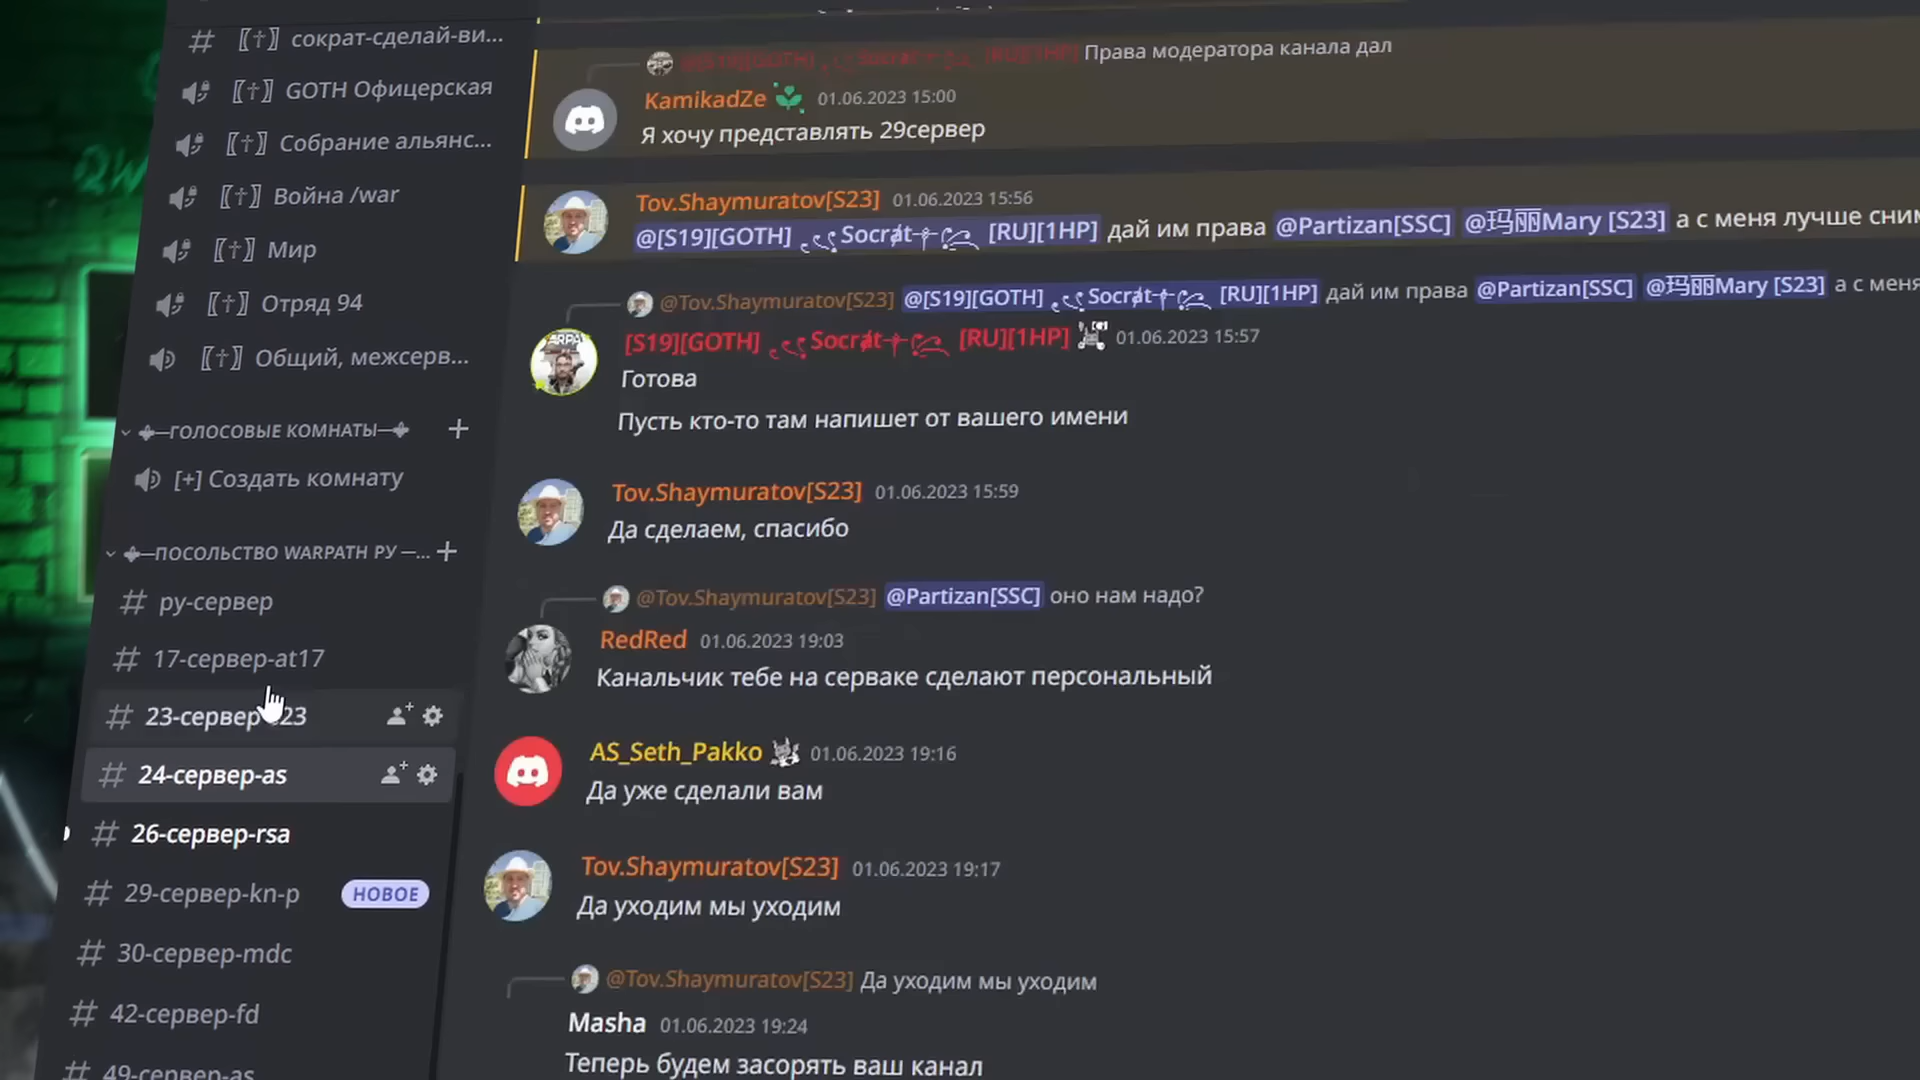 сократ-сделай-ви...
GOTH Офицерская
Собрание альянс...
Война /war
Мир
Отряд 94
Общий, межсерв...
ГОЛОСОВЫЕ КОМНАТЫ
[+] Создать комнату
ПОСОЛЬСТВО WARPATH РУ —...
# ру-сервер
# 17-сервер-at17
# 23-сервер
# 24-сервер-as
# 26-сервер-rsa
# 29-сервер-kn-p НОВОЕ
# 30-сервер-mdc
# 42-сервер-fd
# 49-сервер-as
@[S19][GOTH] Socrat [RU][1HP] Права модератора канала дал
KamikadZe 01.06.2023 15:00
Я хочу представлять 29сервер
Tov.Shaymuratov[S23] 01.06.2023 15:56
@[S19][GOTH] Socrat [RU][1HP] дай им права @Partizan[SSC] @玛丽Mary [S23] а с меня лучше
@Tov.Shaymuratov[S23] @[S19][GOTH] Socrat [RU][1HP] дай им права @Partizan[SSC] @玛丽Mary [S23] а с меня
[S19][GOTH] Socrat [RU][1HP] 01.06.2023 15:57
Готова
Пусть кто-то там напишет от вашего имени
Tov.Shaymuratov[S23] 01.06.2023 15:59
Да сделаем, спасибо
@Tov.Shaymuratov[S23] @Partizan[SSC] оно нам надо?
RedRed 01.06.2023 19:03
Канальчик тебе на серваке сделают персональный
AS_Seth_Pakko 01.06.2023 19:16
Да уже сделали вам
Tov.Shaymuratov[S23] 01.06.2023 19:17
Да уходим мы уходим
@Tov.Shaymuratov[S23] Да уходим мы уходим
Masha 01.06.2023 19:24
Теперь будем засорять ваш канал